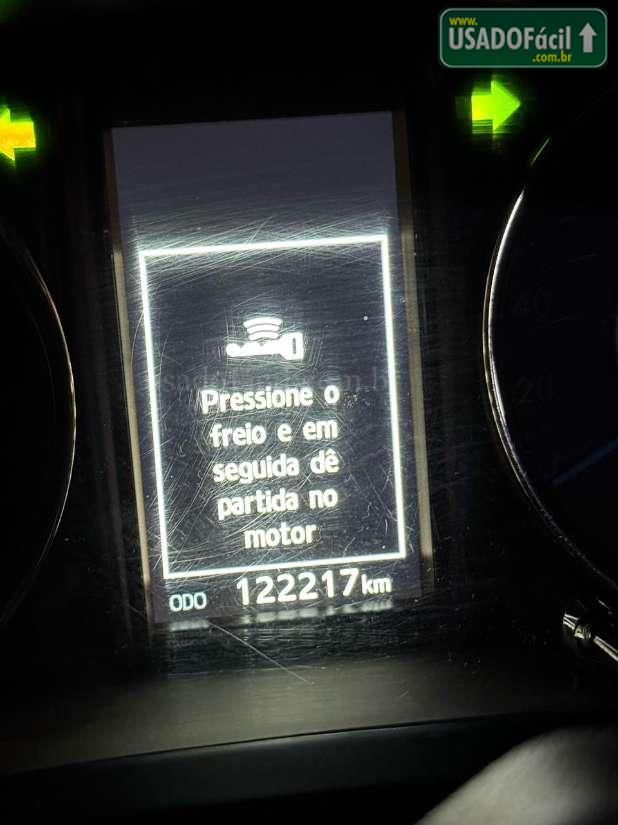 www.
USADOFácil
.com.br
Pressione o
freio e em
seguida dê
partida no
motor
ODO 122217km